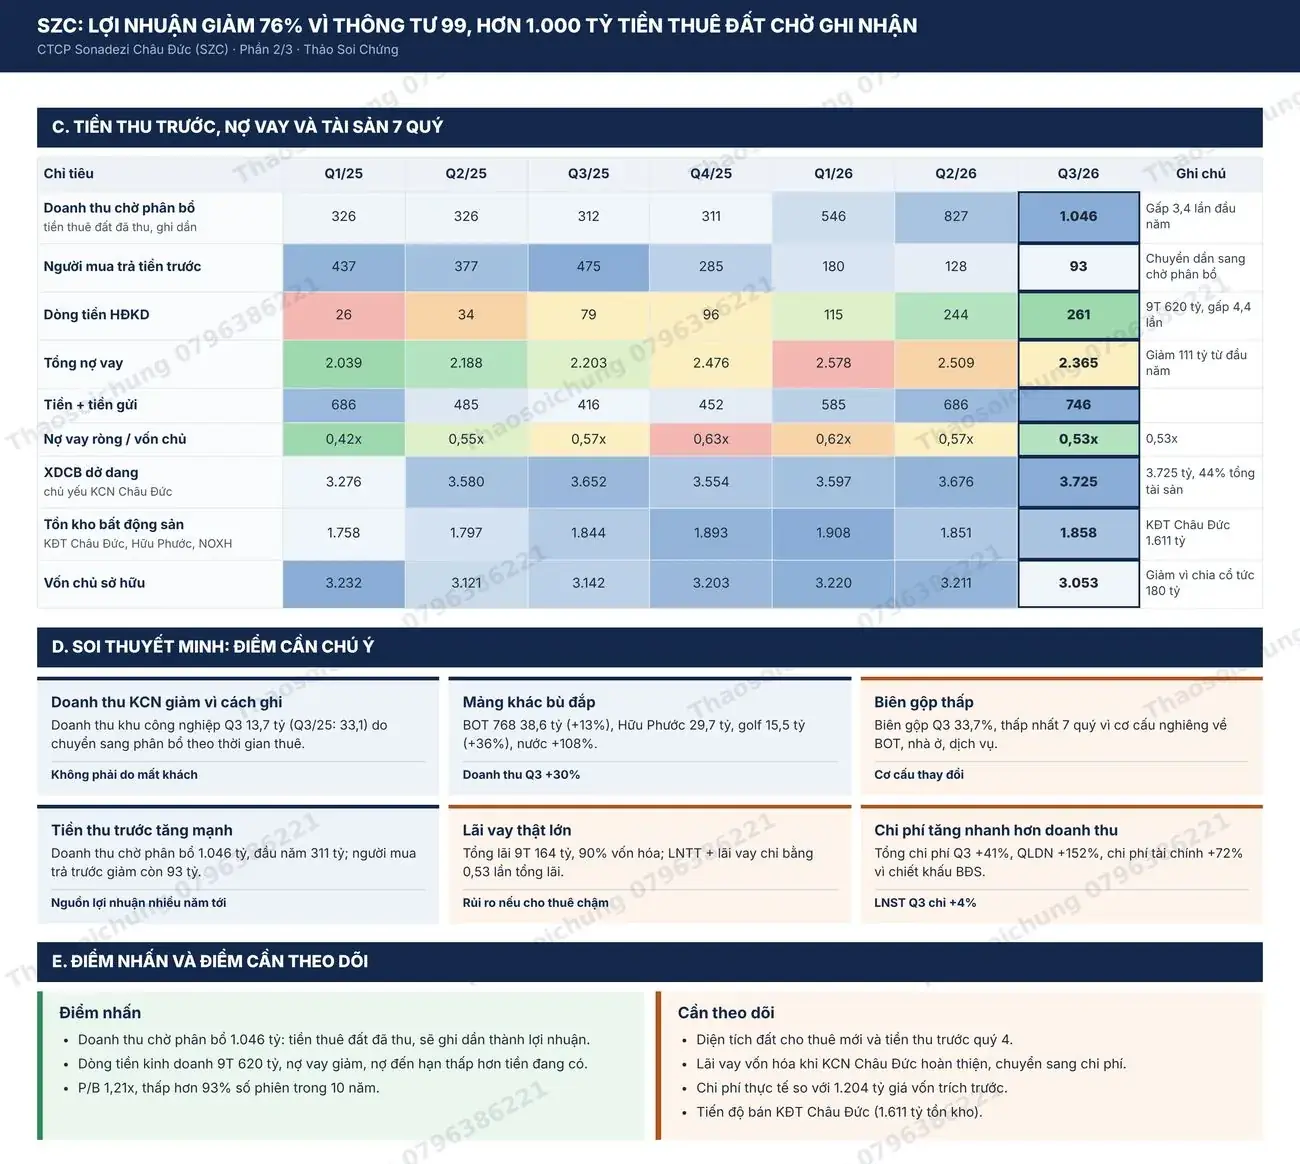 SZC: LỢI NHUẬN GIẢM 76% VÌ THÔNG TƯ 99, HƠN 1.000 TỶ TIỀN THUÊ ĐẤT CHỜ GHI NHẬN
CTCP Sonadezi Châu Đức (SZC) · Phần 2/3 · Thảo Soi Chứng
C. TIỀN THU TRƯỚC, NỢ VAY VÀ TÀI SẢN 7 QUÝ
Chỉ tiêu Q1/25 Q2/25 Q3/25 Q4/25 Q1/26 Q2/26 Q3/26 Ghi chú
Doanh thu chờ phân bổ 326 326 312 311 546 827 1.046 Gấp 3,4 lần đầu
tiền thuê đất đã thu, ghi dần năm
Người mua trả tiền trước 437 377 475 285 180 128 93 Chuyển dần sang
chờ phân bổ
Dòng tiền HĐKD 26 34 79 96 115 244 261 9T 620 tỷ, gấp 4,4
lần
Tổng nợ vay 2.039 2.188 2.203 2.476 2.578 2.509 2.365 Giảm 111 tỷ từ đầu
năm
Tiền + tiền gửi 686 485 416 452 585 686 746
Nợ vay ròng / vốn chủ 0,42x 0,55x 0,57x 0,63x 0,62x 0,57x 0,53x 0,53x
XDCB dở dang 3.276 3.580 3.652 3.554 3.597 3.676 3.725 3.725 tỷ, 44% tổng
chủ yếu KCN Châu Đức tài sản
Tồn kho bất động sản 1.758 1.797 1.844 1.893 1.908 1.851 1.858 KĐT Châu Đức
KĐT Châu Đức, Hữu Phước, NOXH 1.611 tỷ
Vốn chủ sở hữu 3.232 3.121 3.142 3.203 3.220 3.211 3.053 Giảm vì chia cổ tức
180 tỷ
D. SOI THUYẾT MINH: ĐIỂM CẦN CHÚ Ý
Doanh thu KCN giảm vì cách ghi
Doanh thu khu công nghiệp Q3 13,7 tỷ (Q3/25: 33,1) do
chuyển sang phân bổ theo thời gian thuê.
Không phải do mất khách
Mảng khác bù đắp
BOT 768 38,6 tỷ (+13%), Hữu Phước 29,7 tỷ, golf 15,5 tỷ
(+36%), nước +108%.
Doanh thu Q3 +30%
Biên gộp thấp
Biên gộp Q3 33,7%, thấp nhất 7 quý vì cơ cấu nghiêng về
BOT, nhà ở, dịch vụ.
Cơ cấu thay đổi
Tiền thu trước tăng mạnh
Doanh thu chờ phân bổ 1.046 tỷ, đầu năm 311 tỷ; người mua
trả trước giảm còn 93 tỷ.
Nguồn lợi nhuận nhiều năm tới
Lãi vay thật lớn
Tổng lãi 9T 164 tỷ, 90% vốn hóa; LNTT + lãi vay chỉ bằng
0,53 lần tổng lãi.
Rủi ro nếu cho thuê chậm
Chi phí tăng nhanh hơn doanh thu
Tổng chi phí Q3 +41%, QLDN +152%, chi phí tài chính +72%
vì chiết khấu BĐS.
LNST Q3 chỉ +4%
E. ĐIỂM NHẤN VÀ ĐIỂM CẦN THEO DÕI
Điểm nhấn
• Doanh thu chờ phân bổ 1.046 tỷ: tiền thuê đất đã thu, sẽ ghi dần thành lợi nhuận.
• Dòng tiền kinh doanh 9T 620 tỷ, nợ vay giảm, nợ đến hạn thấp hơn tiền đang có.
• P/B 1,21x, thấp hơn 93% số phiên trong 10 năm.
Cần theo dõi
• Diện tích đất cho thuê mới và tiền thu trước quý 4.
• Lãi vay vốn hóa khi KCN Châu Đức hoàn thiện, chuyển sang chi phí.
• Chi phí thực tế so với 1.204 tỷ giá vốn trích trước.
• Tiến độ bán KĐT Châu Đức (1.611 tỷ tồn kho).
Thaosoichung 0796386221